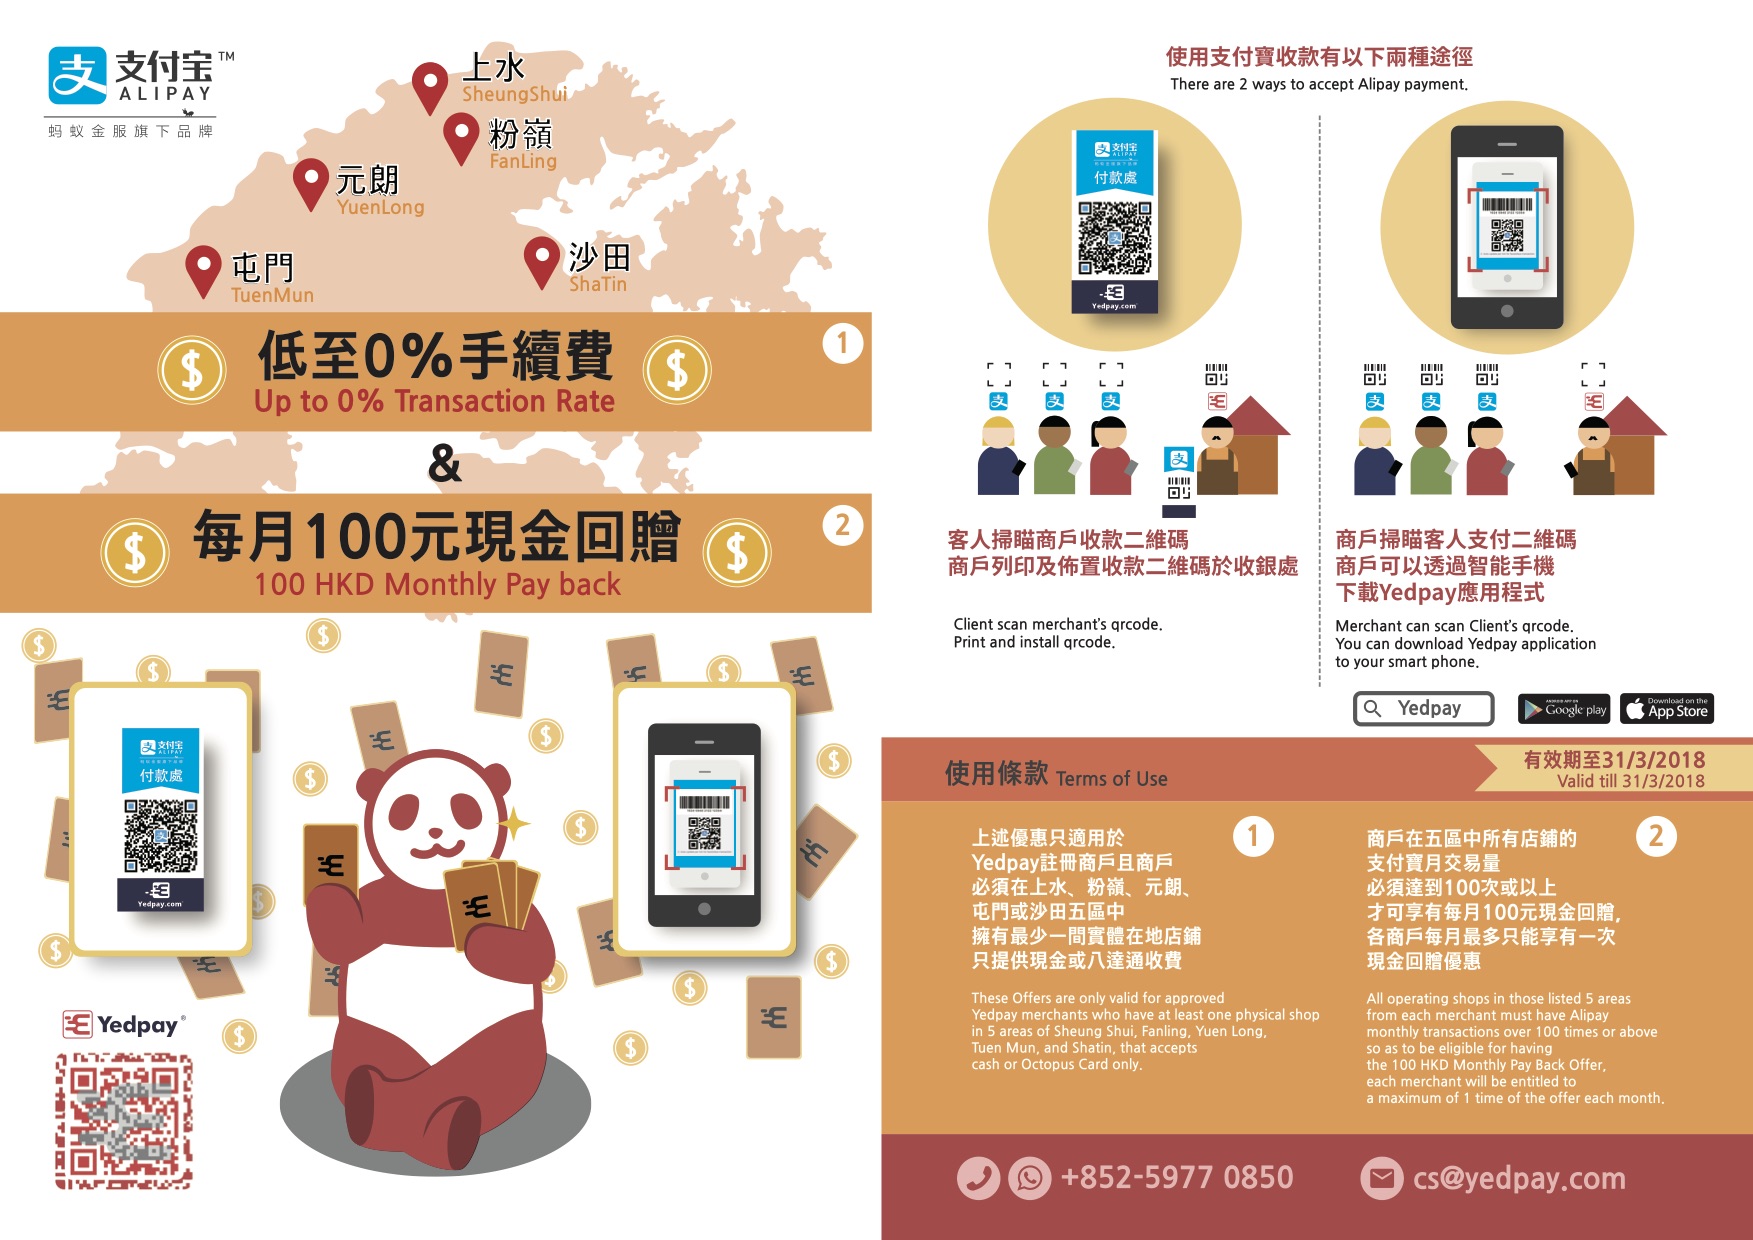 支付宝™
ALIPAY
蚂蚁金服旗下品牌
上水
SheungShui
粉嶺
FanLing
元朗
YuenLong
屯門
TuenMun
沙田
ShaTin
低至0%手續費
1
Up to 0% Transaction Rate
&
每月100元現金回贈
2
100 HKD Monthly Pay back
支付宝
ALIPAY
付款處
Yedpay.com
Yedpay®
使用支付寶收款有以下兩種途徑
There are 2 ways to accept Alipay payment.
支付宝
ALIPAY
付款處
Yedpay.com
客人掃瞄商戶收款二維碼
商戶列印及佈置收款二維碼於收銀處
Client scan merchant's qrcode.
Print and install qrcode.
商戶掃瞄客人支付二維碼
商戶可以透過智能手機
下載Yedpay應用程式
Merchant can scan Client's qrcode.
You can download Yedpay application
to your smart phone.
Yedpay
ANDROID APP ON
Google play
Download on the
App Store
使用條款 Terms of Use
有效期至31/3/2018
Valid till 31/3/2018
1
上述優惠只適用於
Yedpay註冊商戶且商戶
必須在上水、粉嶺、元朗、
屯門或沙田五區中
擁有最少一間實體在地店鋪
只提供現金或八達通收費
These Offers are only valid for approved
Yedpay merchants who have at least one physical shop
in 5 areas of Sheung Shui, Fanling, Yuen Long,
Tuen Mun, and Shatin, that accepts
cash or Octopus Card only.
2
商戶在五區中所有店鋪的
支付寶月交易量
必須達到100次或以上
才可享有每月100元現金回贈,
各商戶每月最多只能享有一次
現金回贈優惠
All operating shops in those listed 5 areas
from each merchant must have Alipay
monthly transactions over 100 times or above
so as to be eligible for having
the 100 HKD Monthly Pay Back Offer,
each merchant will be entitled to
a maximum of 1 time of the offer each month.
+852-5977 0850
cs@yedpay.com